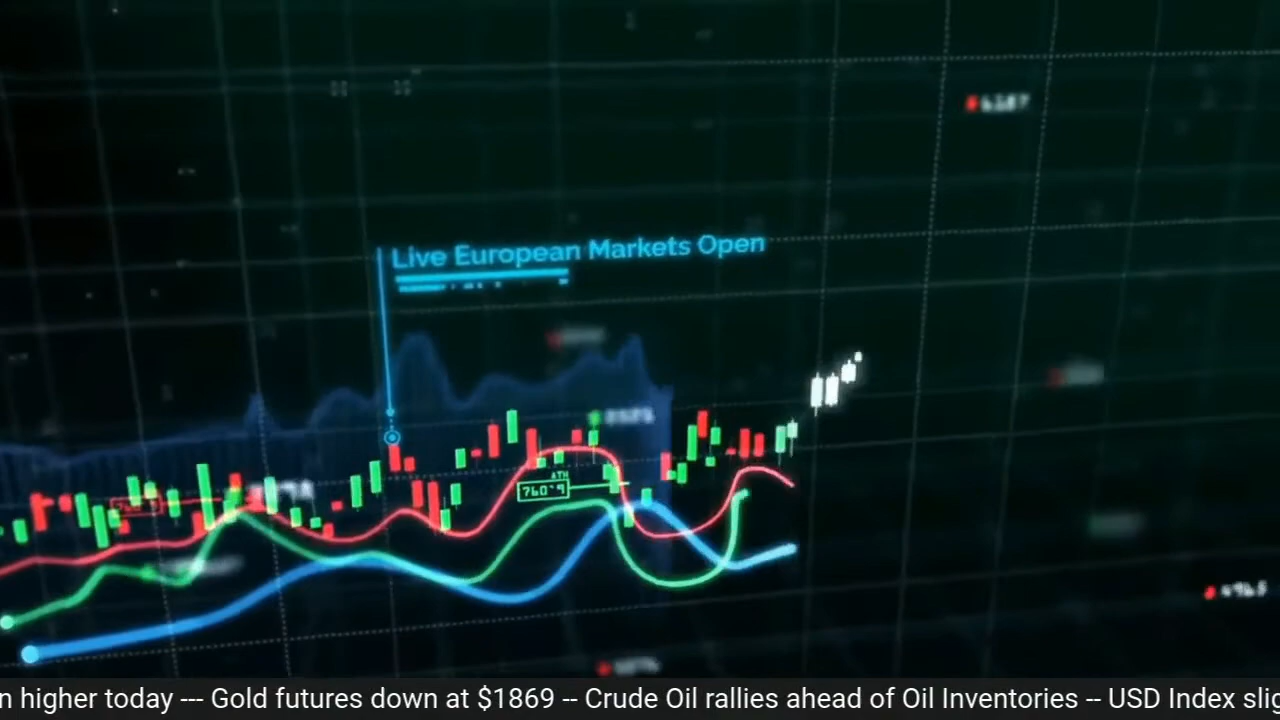 Live European Markets Open
ATH
n higher today --- Gold futures down at $1869 -- Crude Oil rallies ahead of Oil Inventories -- USD Index slig